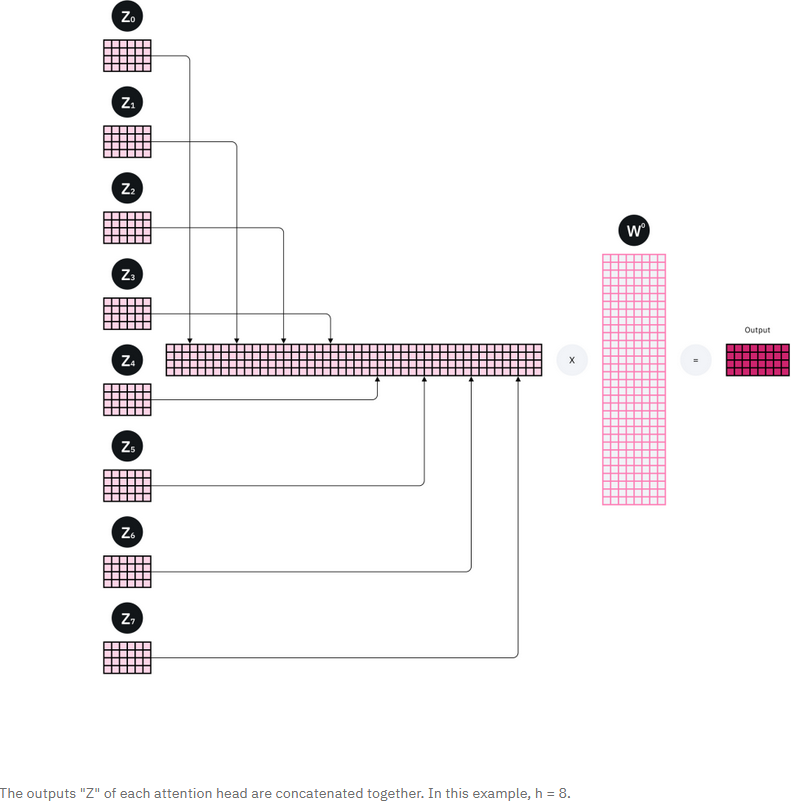 Z₀
Z₁
Z₂
Z₃
Z₄
Z₅
Z₆
Z₇
X
W⁰
=
Output
The outputs "Z" of each attention head are concatenated together. In this example, h = 8.